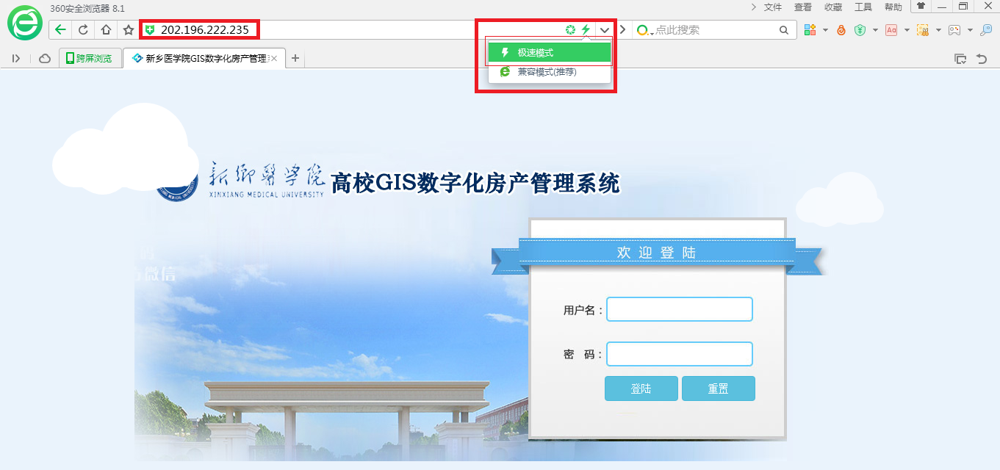 360安全浏览器 8.1
文件 查看 收藏 工具 帮助
202.196.222.235
点此搜索
跨屏浏览
新乡医学院GIS数字化房产管理
极速模式
兼容模式(推荐)
新鄉醫學院
XINXIANG MEDICAL UNIVERSITY
高校GIS数字化房产管理系统
欢迎登陆
微信
用户名：
密 码：
登陆 重置